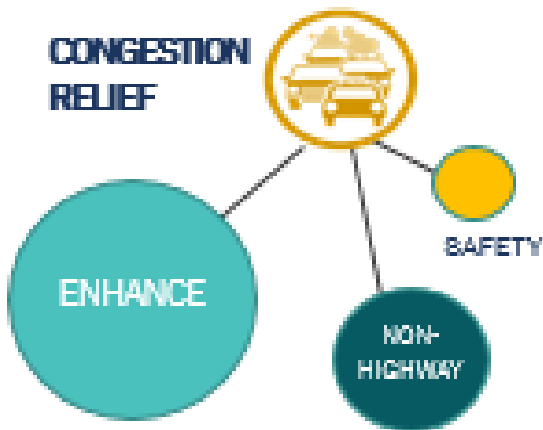 CONGESTION
RELIEF
SAFETY
ENHANCE
NON-
HIGHWAY